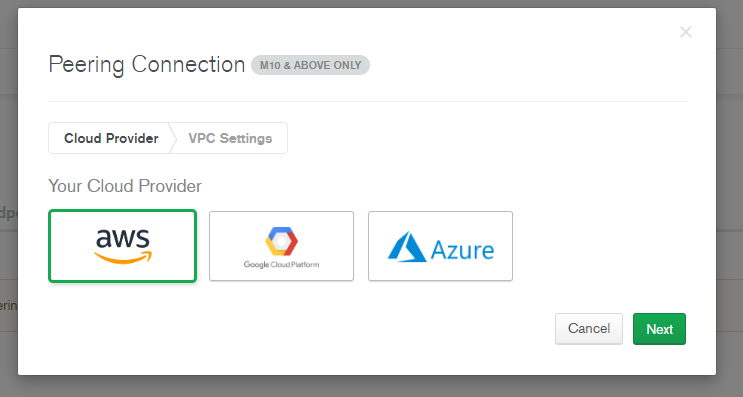 Peering Connection M10 & ABOVE ONLY
Cloud Provider VPC Settings
Your Cloud Provider
aws
Google Cloud Platform
Azure
Cancel Next